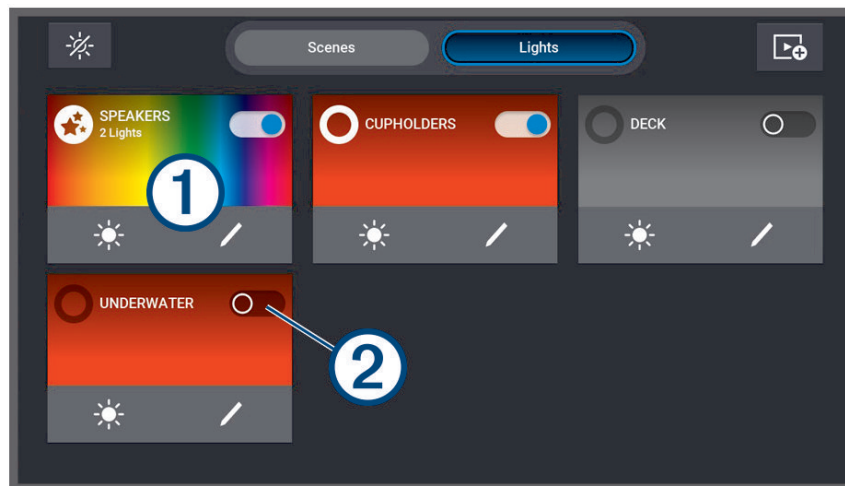 Scenes
Lights
SPEAKERS
2 Lights
CUPHOLDERS
DECK
1
UNDERWATER
2